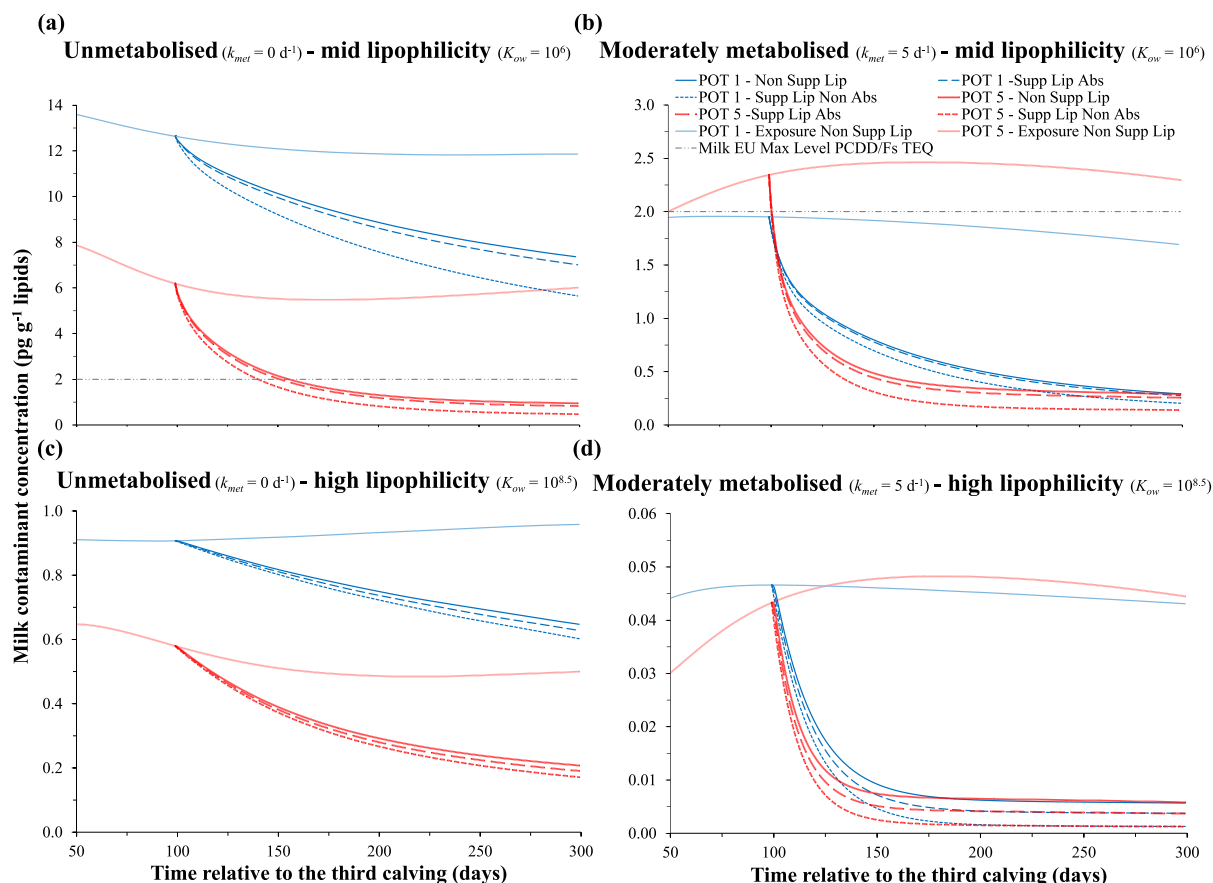 (a)
Unmetabolised (kmet = 0 d-1) - mid lipophilicity (Kow = 10⁶)
14
12
10
8
6
4
2
0
(b)
Moderately metabolised (kmet = 5 d-1) - mid lipophilicity (Kow = 10⁶)
POT 1 - Non Supp Lip
POT 1 -Supp Lip Abs
POT 1 - Supp Lip Non Abs
POT 5 - Non Supp Lip
POT 5 -Supp Lip Abs
POT 5 - Supp Lip Non Abs
POT 1 - Exposure Non Supp Lip
POT 5 - Exposure Non Supp Lip
Milk EU Max Level PCDD/Fs TEQ
3.0
2.5
2.0
1.5
1.0
0.5
0.0
Milk contaminant concentration (pg g-1 lipids)
(c)
Unmetabolised (kmet = 0 d-1) - high lipophilicity (Kow = 10⁸·⁵)
1.0
0.8
0.6
0.4
0.2
0.0
50
100
150
200
250
300
Time relative to the third calving (days)
(d)
Moderately metabolised (kmet = 5 d-1) - high lipophilicity (Kow = 10⁸·⁵)
0.06
0.05
0.04
0.03
0.02
0.01
0.00
50
100
150
200
250
300
Time relative to the third calving (days)